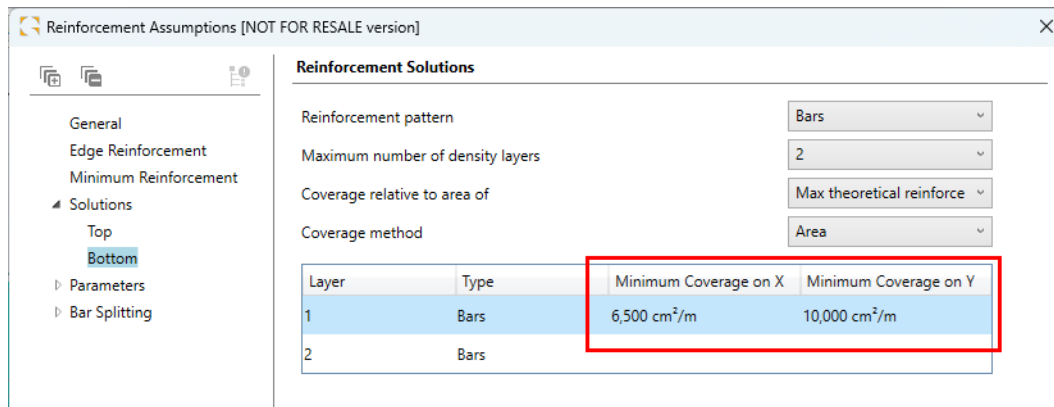 Reinforcement Assumptions [NOT FOR RESALE version]
Reinforcement Solutions
General
Edge Reinforcement
Minimum Reinforcement
Solutions
Top
Bottom
Parameters
Bar Splitting
Reinforcement pattern Bars
Maximum number of density layers 2
Coverage relative to area of Max theoretical reinforce
Coverage method Area
Layer Type Minimum Coverage on X Minimum Coverage on Y
1 Bars 6,500 cm²/m 10,000 cm²/m
2 Bars